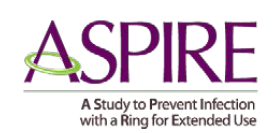 ASPIRE
A Study to Prevent Infection
with a Ring for Extended Use